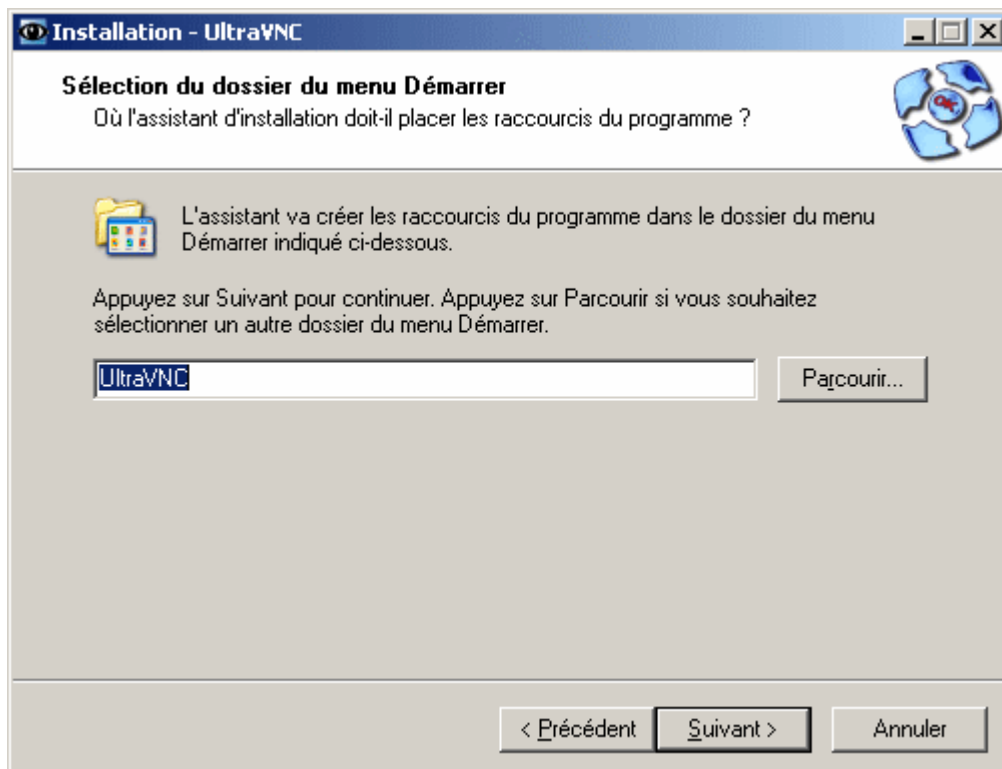 Installation - UltraVNC
Sélection du dossier du menu Démarrer
Où l'assistant d'installation doit-il placer les raccourcis du programme ?
OK
L'assistant va créer les raccourcis du programme dans le dossier du menu
Démarrer indiqué ci-dessous.
Appuyez sur Suivant pour continuer. Appuyez sur Parcourir si vous souhaitez
sélectionner un autre dossier du menu Démarrer.
UltraVNC
Parcourir...
< Précédent
Suivant >
Annuler